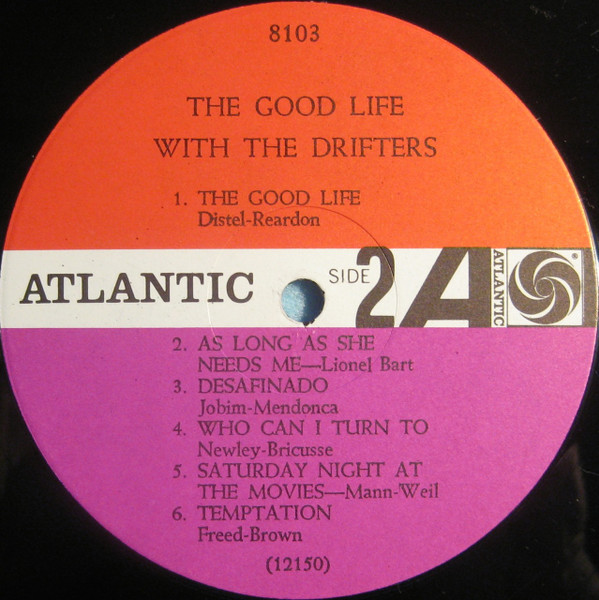 8103
THE GOOD LIFE
WITH THE DRIFTERS
1. THE GOOD LIFE
Distel-Reardon
ATLANTIC
SIDE 2
A
ATLANTIC
®
2. AS LONG AS SHE
NEEDS ME—Lionel Bart
3. DESAFINADO
Jobim-Mendonca
4. WHO CAN I TURN TO
Newley-Bricusse
5. SATURDAY NIGHT AT
THE MOVIES—Mann-Weil
6. TEMPTATION
Freed-Brown
(12150)